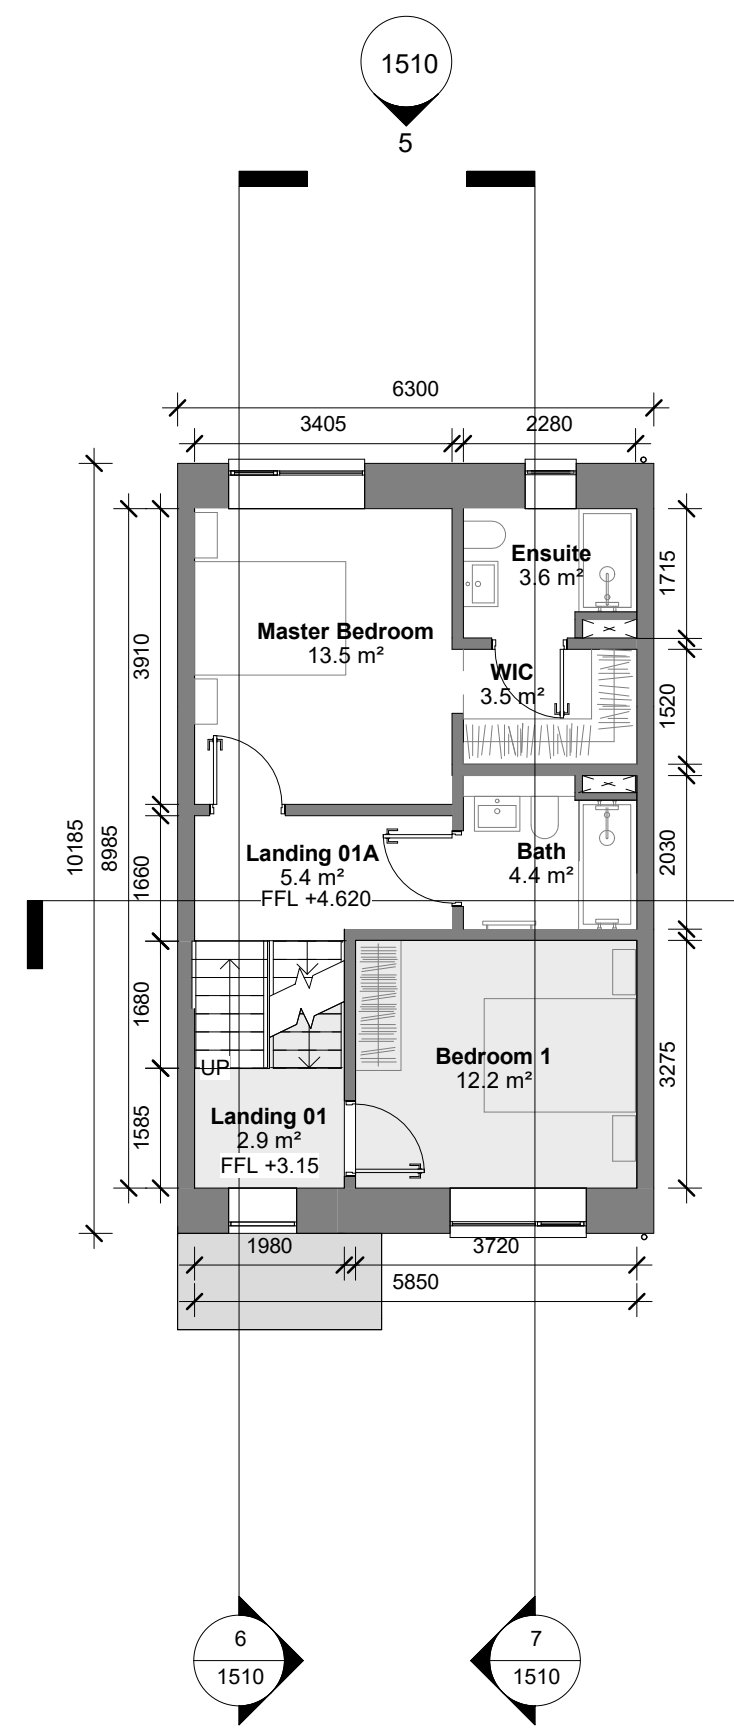 1510
5
6300
3405
2280
10185
8985
3910
1660
1680
1585
1715
1520
2030
3275
Ensuite
3.6 m²
Master Bedroom
13.5 m²
WIC
3.5 m²
Landing 01A
5.4 m²
FFL +4.620
Bath
4.4 m²
UP
Bedroom 1
12.2 m²
Landing 01
2.9 m²
FFL +3.15
1980
3720
5850
6
1510
7
1510